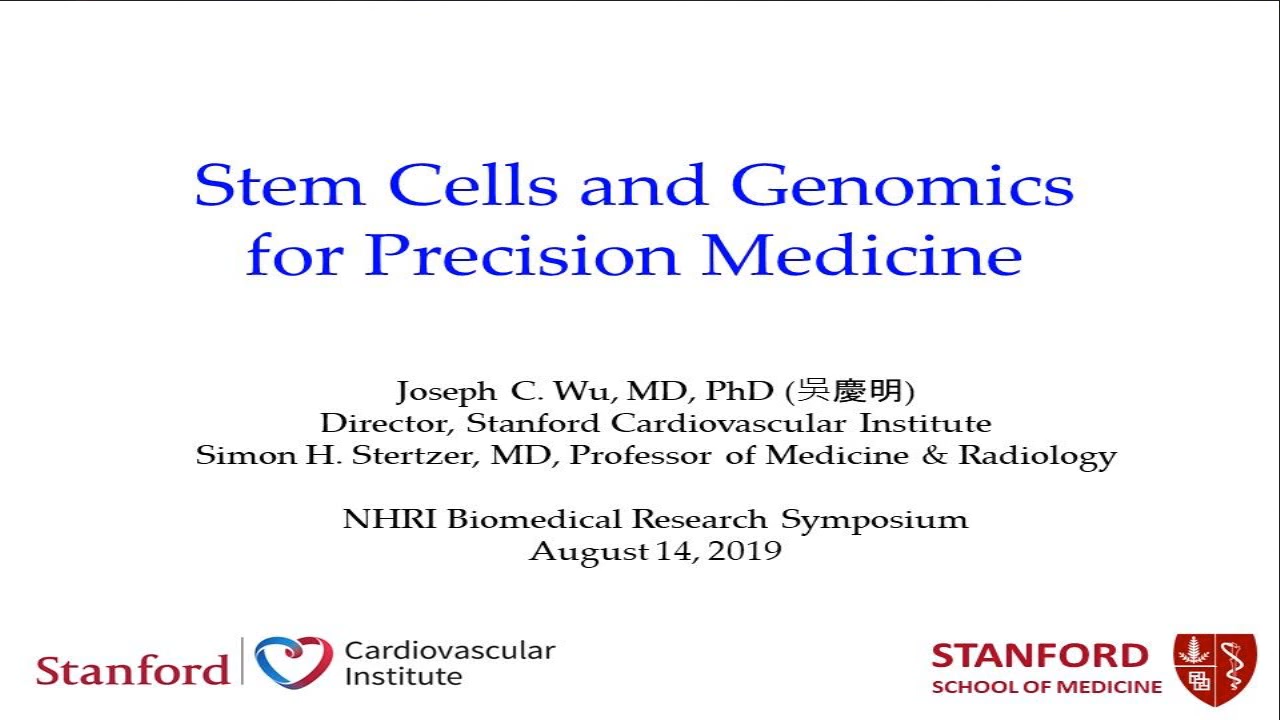 Stem Cells and Genomics
for Precision Medicine
Joseph C. Wu, MD, PhD (吳慶明)
Director, Stanford Cardiovascular Institute
Simon H. Stertzer, MD, Professor of Medicine & Radiology
NHRI Biomedical Research Symposium
August 14, 2019
Stanford
Cardiovascular
Institute
STANFORD
SCHOOL OF MEDICINE